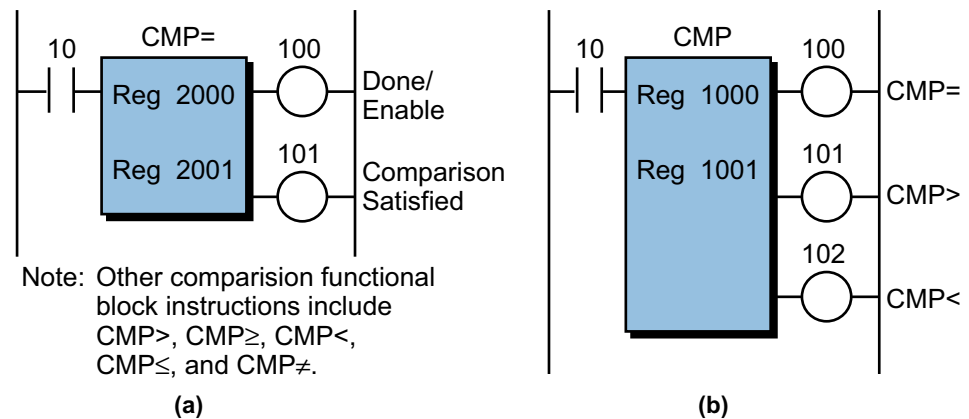 CMP=
10
100
Reg 2000
Done/
Enable
Reg 2001
101
Comparison
Satisfied
Note: Other comparision functional
block instructions include
CMP>, CMP≥, CMP<,
CMP≤, and CMP≠.
(a)
CMP
10
100
Reg 1000
CMP=
Reg 1001
101
CMP>
102
CMP<
(b)